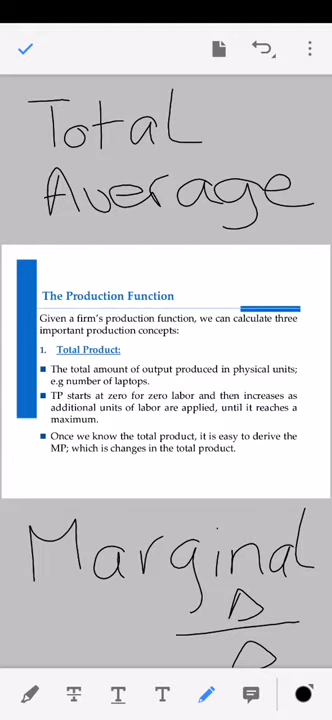 Total
Average
The Production Function
Given a firm's production function, we can calculate three
important production concepts:
1. Total Product:
■ The total amount of output produced in physical units;
e.g number of laptops.
■ TP starts at zero for zero labor and then increases as
additional units of labor are applied, until it reaches a
maximum.
■ Once we know the total product, it is easy to derive the
MP; which is changes in the total product.
Marginal
Δ
Δ
T T T